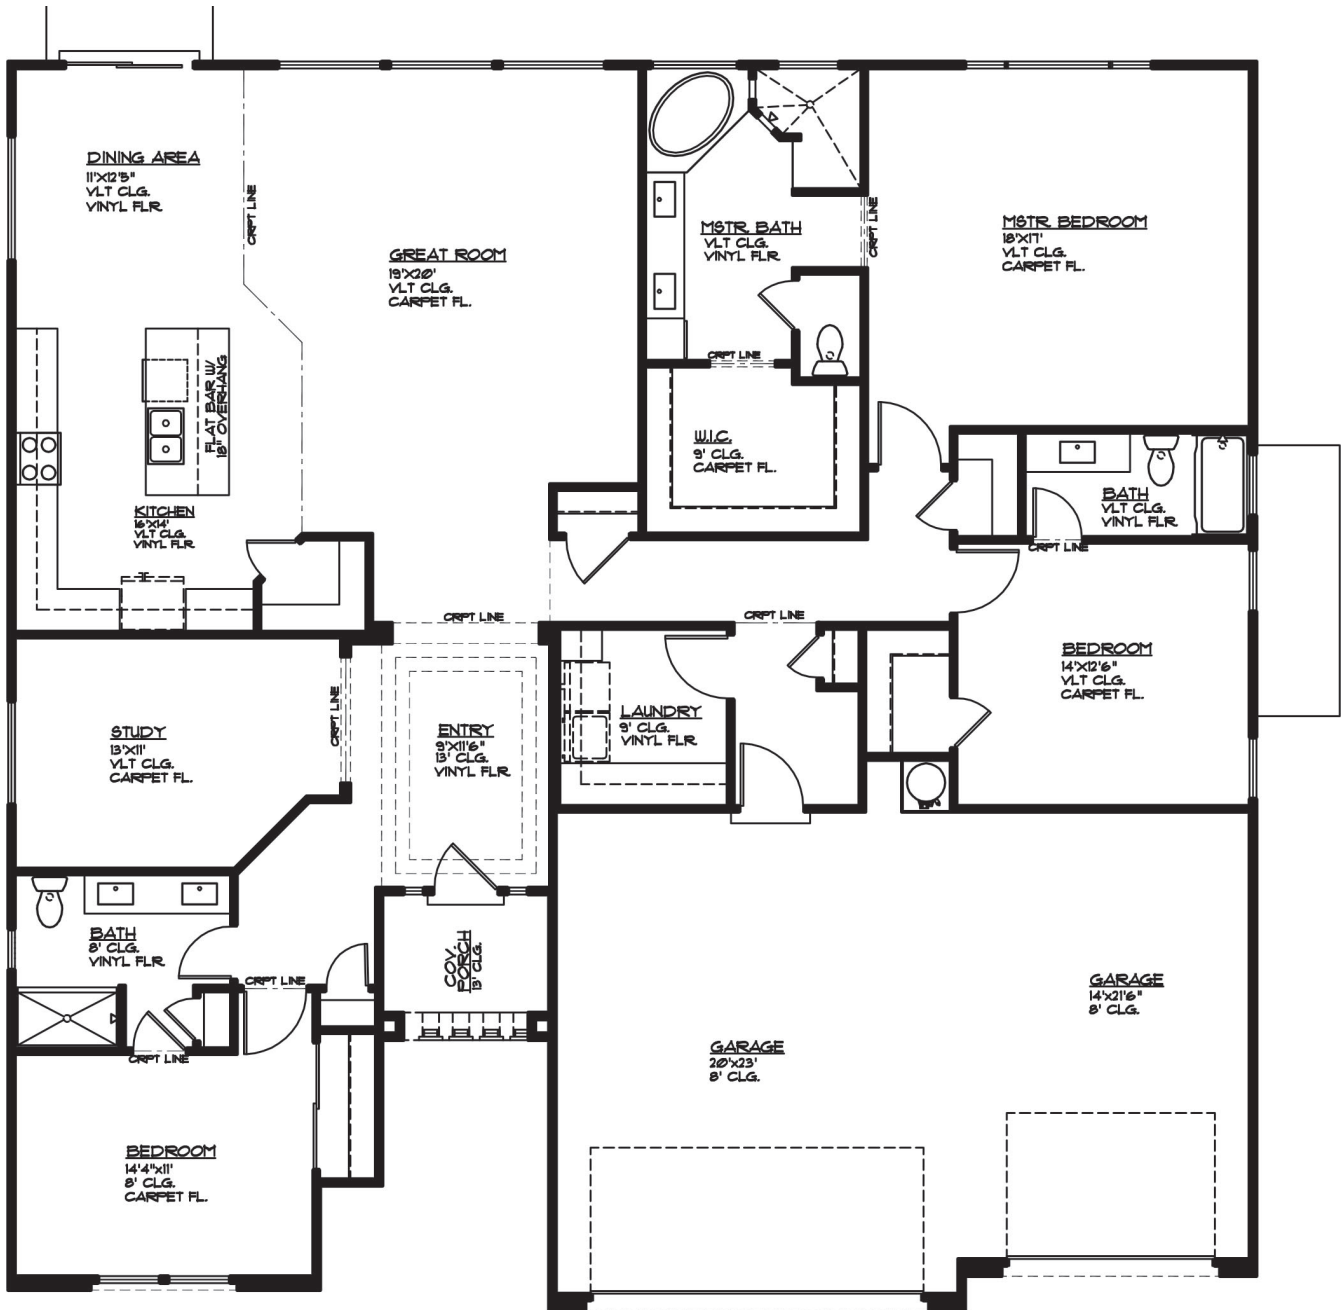 DINING AREA
11'X12'5"
VLT CLG.
VINYL FLR
CRPT LINE
GREAT ROOM
19'X20'
VLT CLG.
CARPET FL.
MSTR. BATH
VLT CLG.
VINYL FLR
CRPT LINE
MSTR BEDROOM
18'X17'
VLT CLG.
CARPET FL.
FLAT BAR W/
18" OVERHANG
CRPT LINE
W.I.C.
9' CLG.
CARPET FL.
KITCHEN
16'X14'
VLT CLG.
VINYL FLR
BATH
VLT CLG.
VINYL FLR
CRPT LINE
CRPT LINE
CRPT LINE
BEDROOM
14'X12'6"
VLT CLG.
CARPET FL.
STUDY
13'X11'
VLT CLG.
CARPET FL.
CRPT LINE
ENTRY
9'X11'6"
13' CLG.
VINYL FLR
LAUNDRY
9' CLG.
VINYL FLR
BATH
8' CLG.
VINYL FLR
CRPT LINE
COV.
PORCH
13' CLG.
GARAGE
14'x21'6"
8' CLG.
CRPT LINE
GARAGE
20'x23'
8' CLG.
BEDROOM
14'4"x11'
8' CLG.
CARPET FL.